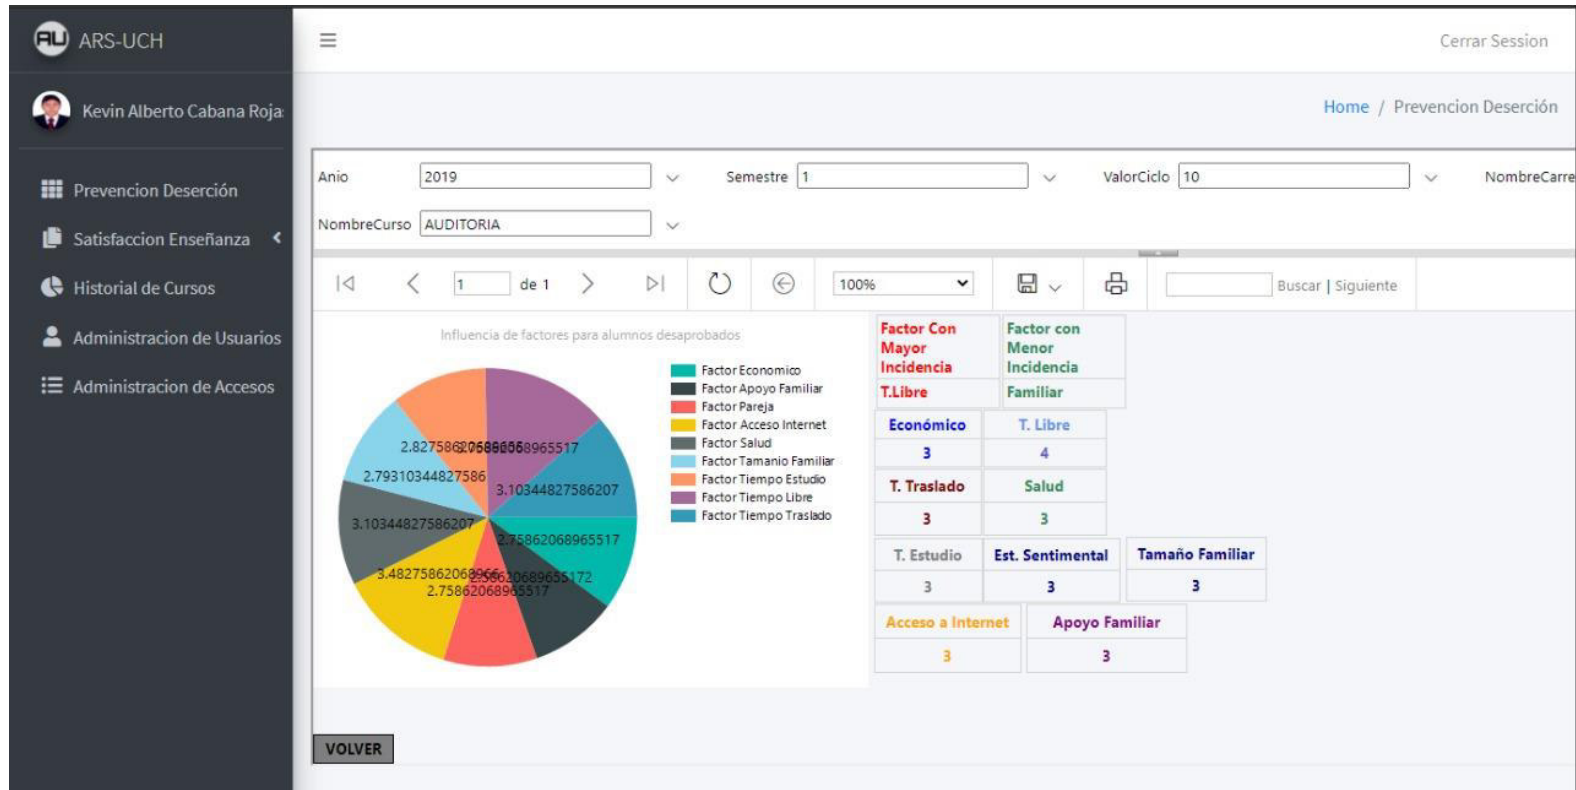 ARS-UCH
Cerrar Session
Kevin Alberto Cabana Roja
Home / Prevencion Deserción
Prevencion Deserción
Satisfaccion Enseñanza
Historial de Cursos
Administracion de Usuarios
Administracion de Accesos
Anio 2019 Semestre 1 ValorCiclo 10 NombreCarre
NombreCurso AUDITORIA
1 de 1 100% Buscar | Siguiente
Influencia de factores para alumnos desaprobados
Factor Economico
Factor Apoyo Familiar
Factor Pareja
Factor Acceso Internet
Factor Salud
Factor Tamanio Familiar
Factor Tiempo Estudio
Factor Tiempo Libre
Factor Tiempo Traslado
2.79310344827586
3.10344827586207
3.10344827586207
2.75862068965517
2.75862068965517
Factor Con
Mayor
Incidencia
Factor con
Menor
Incidencia
T.Libre Familiar
Económico T. Libre
3 4
T. Traslado Salud
3 3
T. Estudio Est. Sentimental Tamaño Familiar
3 3 3
Acceso a Internet Apoyo Familiar
3 3
VOLVER